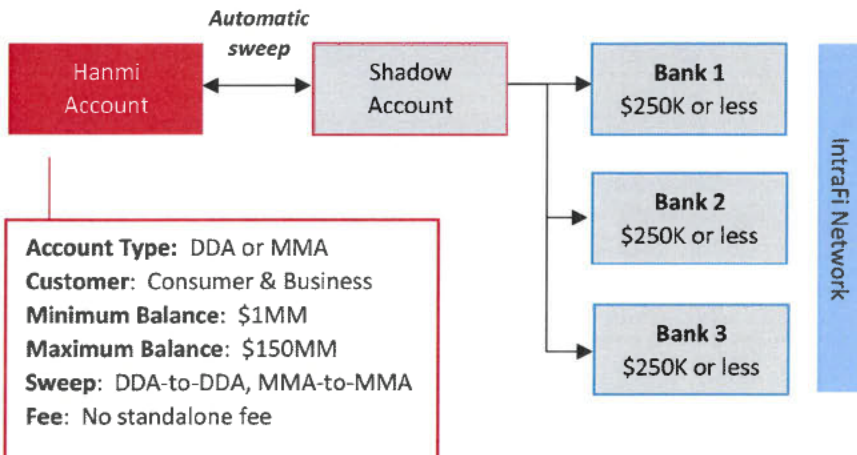 Automatic
sweep
Hanmi
Account
Shadow
Account
Bank 1
$250K or less
Bank 2
$250K or less
Bank 3
$250K or less
IntraFi Network
Account Type: DDA or MMA
Customer: Consumer & Business
Minimum Balance: $1MM
Maximum Balance: $150MM
Sweep: DDA-to-DDA, MMA-to-MMA
Fee: No standalone fee